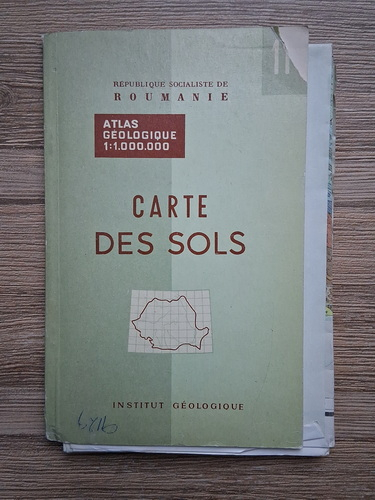 RÉPUBLIQUE SOCIALISTE DE
ROUMANIE
ATLAS
GÉOLOGIQUE
1:1.000.000
CARTE
DES SOLS
INSTITUT GÉOLOGIQUE